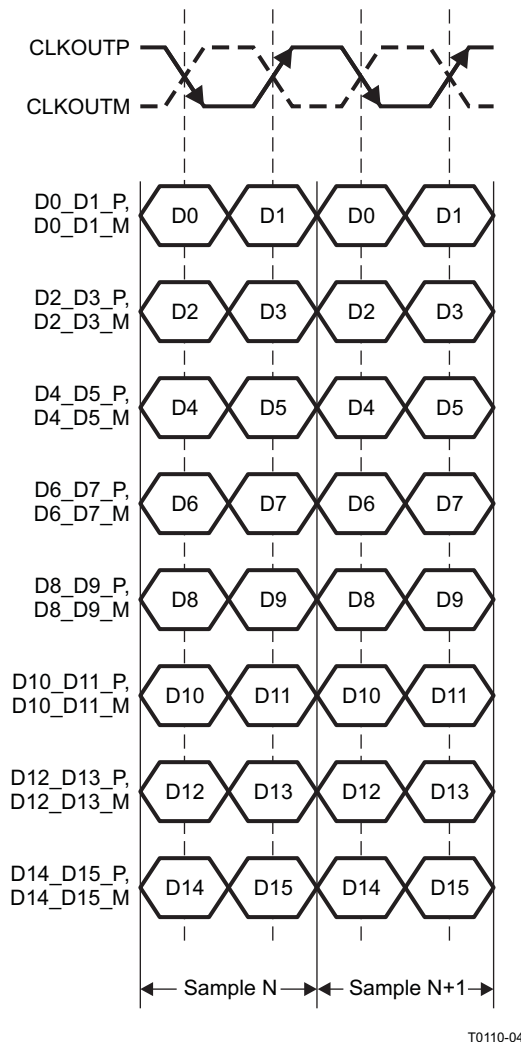 CLKOUTP
CLKOUTM
D0_D1_P,
D0_D1_M
D0 D1 D0 D1
D2_D3_P,
D2_D3_M
D2 D3 D2 D3
D4_D5_P,
D4_D5_M
D4 D5 D4 D5
D6_D7_P,
D6_D7_M
D6 D7 D6 D7
D8_D9_P,
D8_D9_M
D8 D9 D8 D9
D10_D11_P,
D10_D11_M
D10 D11 D10 D11
D12_D13_P,
D12_D13_M
D12 D13 D12 D13
D14_D15_P,
D14_D15_M
D14 D15 D14 D15
Sample N Sample N+1
T0110-04